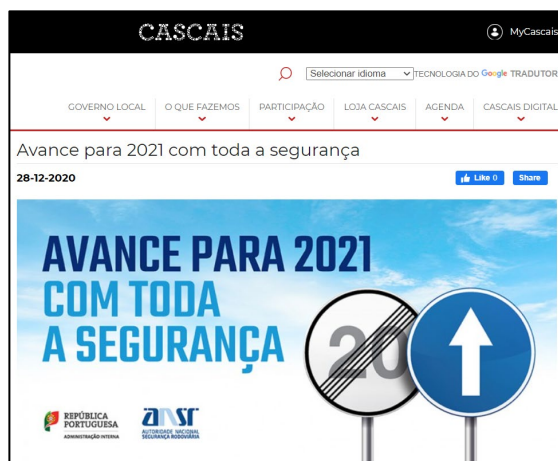 CASCAIS
MyCascais
Selecionar idioma
TECNOLOGIA DO Google TRADUTOR
GOVERNO LOCAL
O QUE FAZEMOS
PARTICIPAÇÃO
LOJA CASCAIS
AGENDA
CASCAIS DIGITAL
Avance para 2021 com toda a segurança
28-12-2020
Like 0
Share
AVANCE PARA 2021
COM TODA
A SEGURANÇA
20
REPÚBLICA
PORTUGUESA
ADMINISTRAÇÃO INTERNA
ansr
AUTORIDADE NACIONAL
SEGURANÇA RODOVIÁRIA